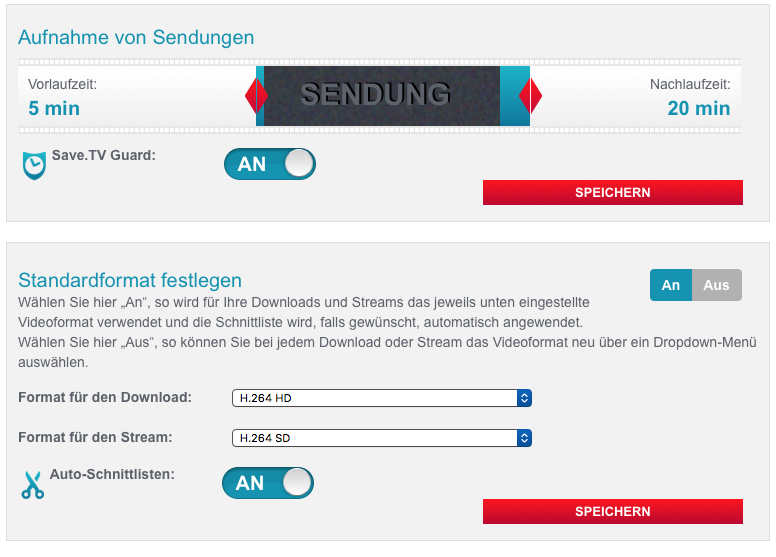 Aufnahme von Sendungen
Vorlaufzeit:
5 min
SENDUNG
Nachlaufzeit:
20 min
Save.TV Guard:
AN
SPEICHERN
Standardformat festlegen
An Aus
Wählen Sie hier „An“, so wird für Ihre Downloads und Streams das jeweils unten eingestellte
Videoformat verwendet und die Schnittliste wird, falls gewünscht, automatisch angewendet.
Wählen Sie hier „Aus“, so können Sie bei jedem Download oder Stream das Videoformat neu über ein Dropdown-Menü
auswählen.
Format für den Download:
H.264 HD
Format für den Stream:
H.264 SD
Auto-Schnittlisten:
AN
SPEICHERN